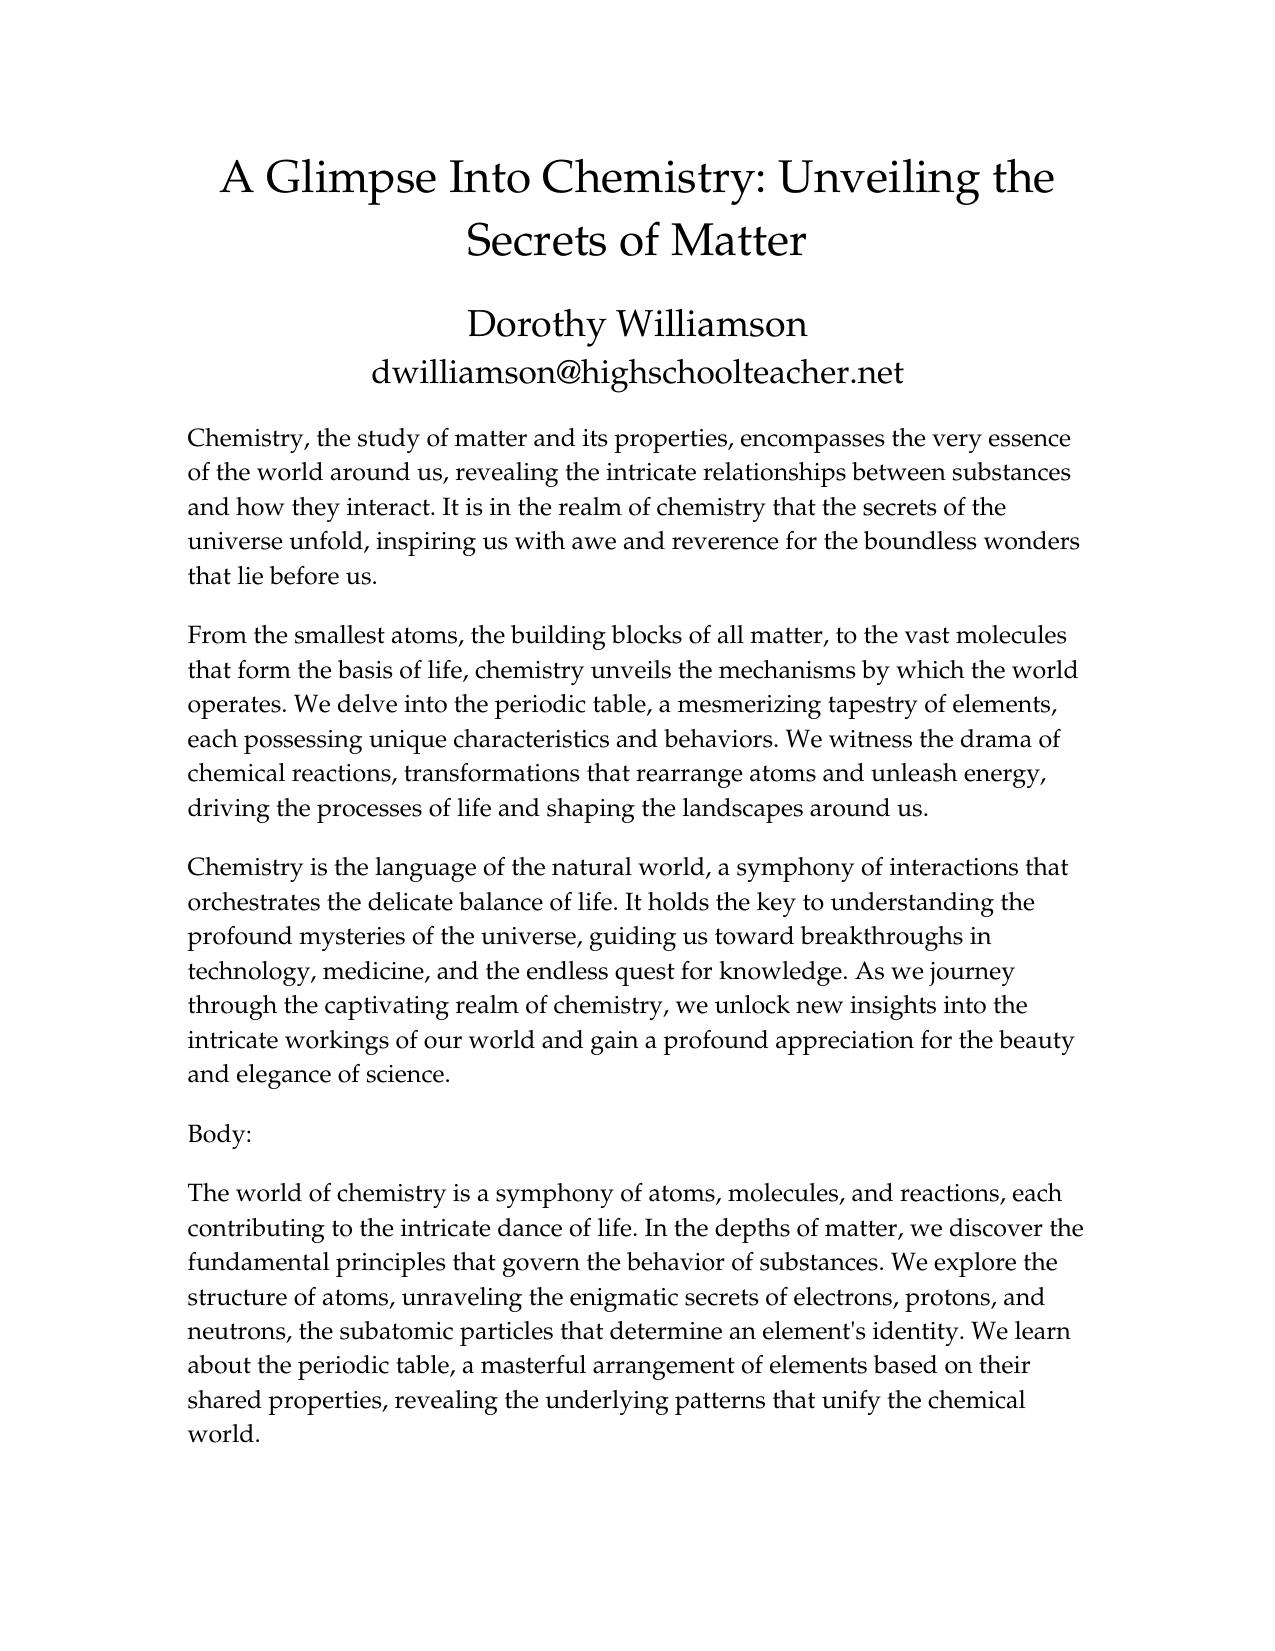 A Glimpse Into Chemistry: Unveiling the
Secrets of Matter
Dorothy Williamson
dwilliamson@highschoolteacher.net
Chemistry, the study of matter and its properties, encompasses the very essence
of the world around us, revealing the intricate relationships between substances
and how they interact. It is in the realm of chemistry that the secrets of the
universe unfold, inspiring us with awe and reverence for the boundless wonders
that lie before us.
From the smallest atoms, the building blocks of all matter, to the vast molecules
that form the basis of life, chemistry unveils the mechanisms by which the world
operates. We delve into the periodic table, a mesmerizing tapestry of elements,
each possessing unique characteristics and behaviors. We witness the drama of
chemical reactions, transformations that rearrange atoms and unleash energy,
driving the processes of life and shaping the landscapes around us.
Chemistry is the language of the natural world, a symphony of interactions that
orchestrates the delicate balance of life. It holds the key to understanding the
profound mysteries of the universe, guiding us toward breakthroughs in
technology, medicine, and the endless quest for knowledge. As we journey
through the captivating realm of chemistry, we unlock new insights into the
intricate workings of our world and gain a profound appreciation for the beauty
and elegance of science.
Body:
The world of chemistry is a symphony of atoms, molecules, and reactions, each
contributing to the intricate dance of life. In the depths of matter, we discover the
fundamental principles that govern the behavior of substances. We explore the
structure of atoms, unraveling the enigmatic secrets of electrons, protons, and
neutrons, the subatomic particles that determine an element's identity. We learn
about the periodic table, a masterful arrangement of elements based on their
shared properties, revealing the underlying patterns that unify the chemical
world.